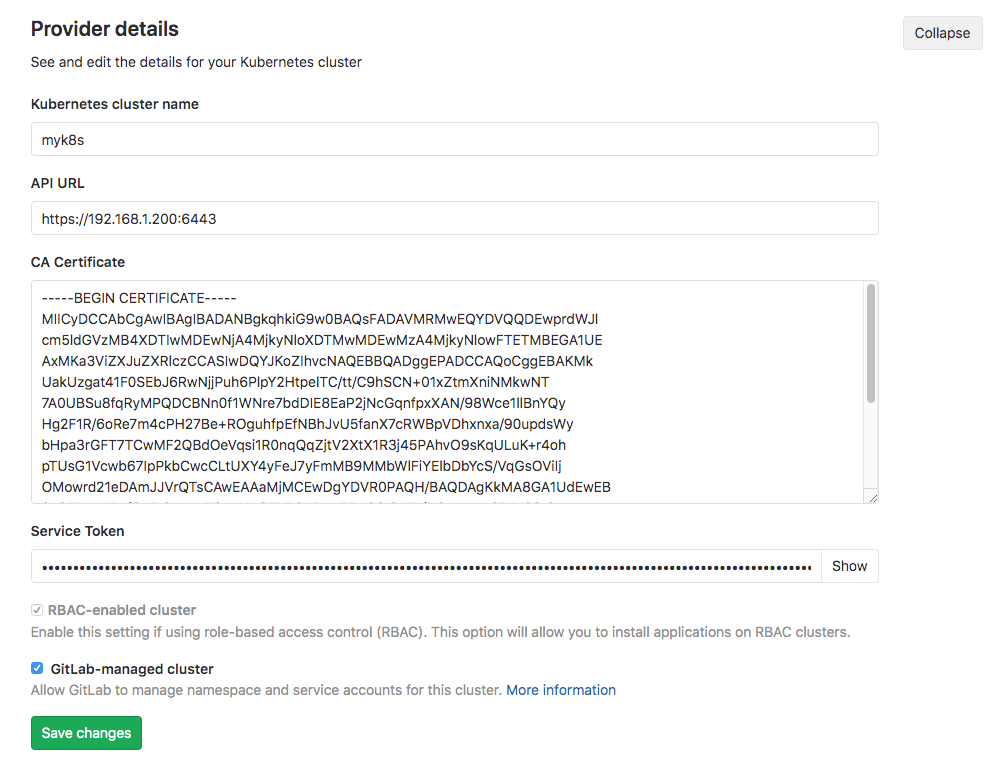 Provider details
Collapse
See and edit the details for your Kubernetes cluster
Kubernetes cluster name
myk8s
API URL
https://192.168.1.200:6443
CA Certificate
-----BEGIN CERTIFICATE-----
MIICyDCCAbCgAwIBAgIBADANBgkqhkiG9w0BAQsFADAVMRMwEQYDVQQDEwprdWJl
cm5ldGVzMB4XDTIwMDEwNjA4MjkyNloXDTMwMDEwMzA4MjkyNlowFTETMBEGA1UE
AxMKa3ViZXJuZXRlczCCASIwDQYJKoZIhvcNAQEBBQADggEPADCCAQoCggEBAKMk
UakUzgat41F0SEbJ6RwNjjPuh6PlpY2HtpeITC/tt/C9hSCN+01xZtmXniNMkwNT
7A0UBSu8fqRyMPQDCBNn0f1WNre7bdDlE8EaP2jNcGqnfpxXAN/98Wce1IIBnYQy
Hg2F1R/6oRe7m4cPH27Be+ROguhfpEfNBhJvU5fanX7cRWBpVDhxnxa/90updsWy
bHpa3rGFT7TCwMF2QBdOeVqsi1R0nqQqZjtV2XtX1R3j45PAhvO9sKqULuK+r4oh
pTUsG1Vcwb67IpPkbCwcCLtUXY4yFeJ7yFmMB9MMbWIFiYEIbDbYcS/VqGsOVilj
OMowrd21eDAmJJVrQTsCAwEAAaMjMCEwDgYDVR0PAQH/BAQDAgKkMA8GA1UdEwEB
Service Token
Show
RBAC-enabled cluster
Enable this setting if using role-based access control (RBAC). This option will allow you to install applications on RBAC clusters.
GitLab-managed cluster
Allow GitLab to manage namespace and service accounts for this cluster. More information
Save changes